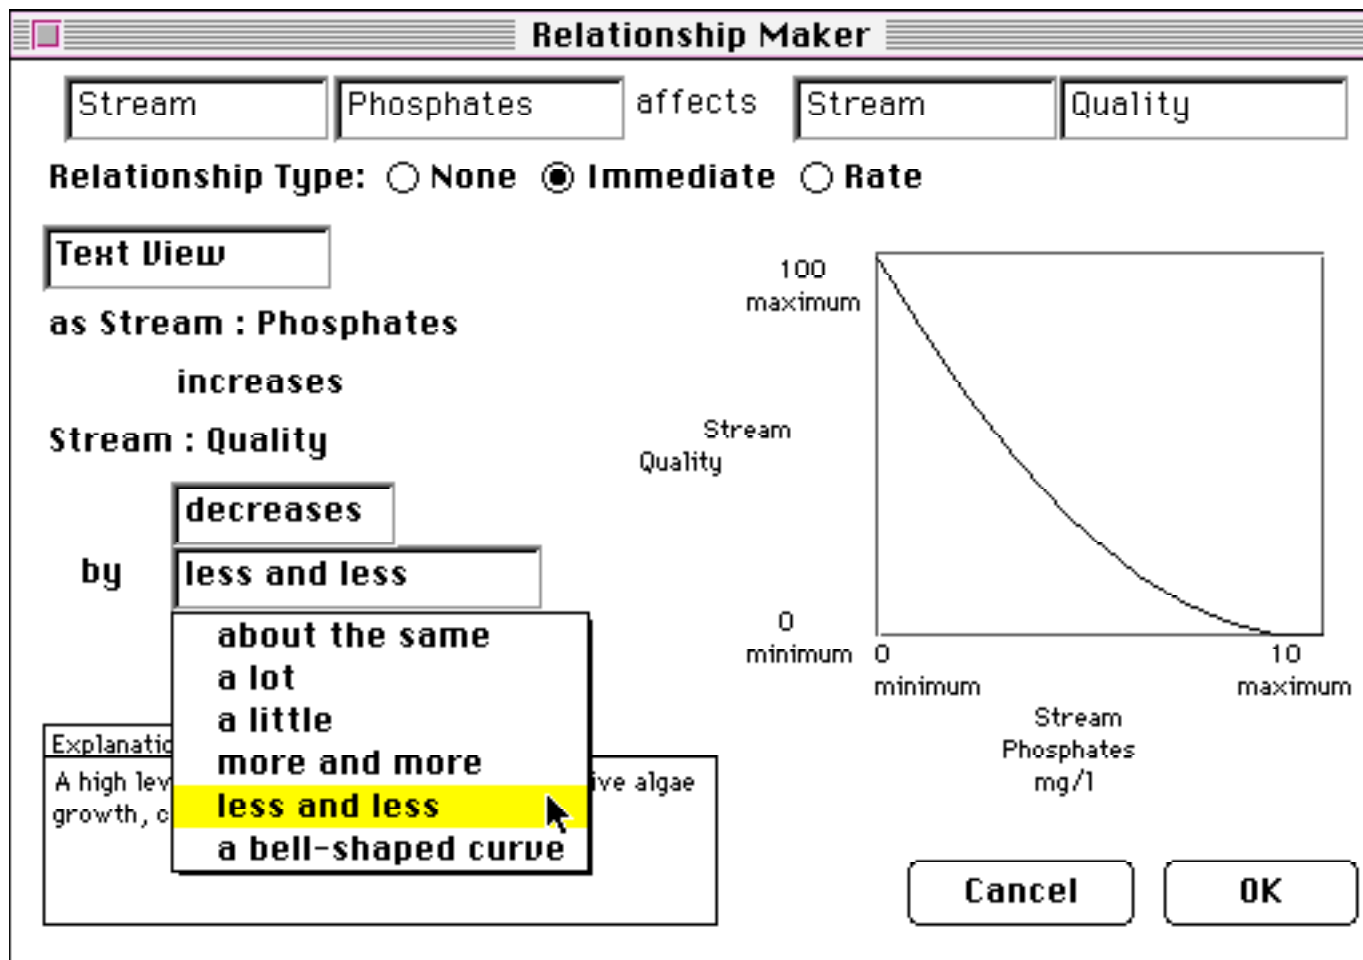 Relationship Maker
Stream Phosphates affects Stream Quality
Relationship Type: None Immediate Rate
Text View
as Stream : Phosphates
increases
Stream : Quality
decreases
by less and less
about the same
a lot
a little
more and more
less and less
a bell-shaped curve
A high
algae
growth,
100
maximum
Stream
Quality
0
minimum
0
minimum
10
maximum
Stream
Phosphates
mg/l
Cancel OK